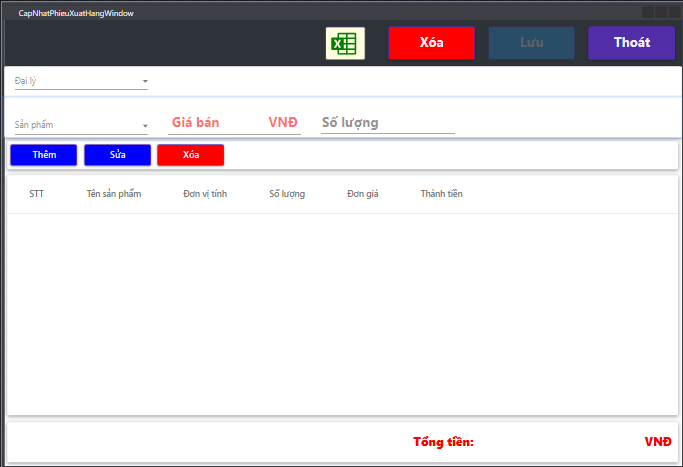 CapNhatPhieuXuatHangWindow
Xóa Lưu Thoát
Đại lý
Sản phẩm Giá bán VNĐ Số lượng
Thêm Sửa Xóa
STT Tên sản phẩm Đơn vị tính Số lượng Đơn giá Thành tiền
Tổng tiền: VNĐ